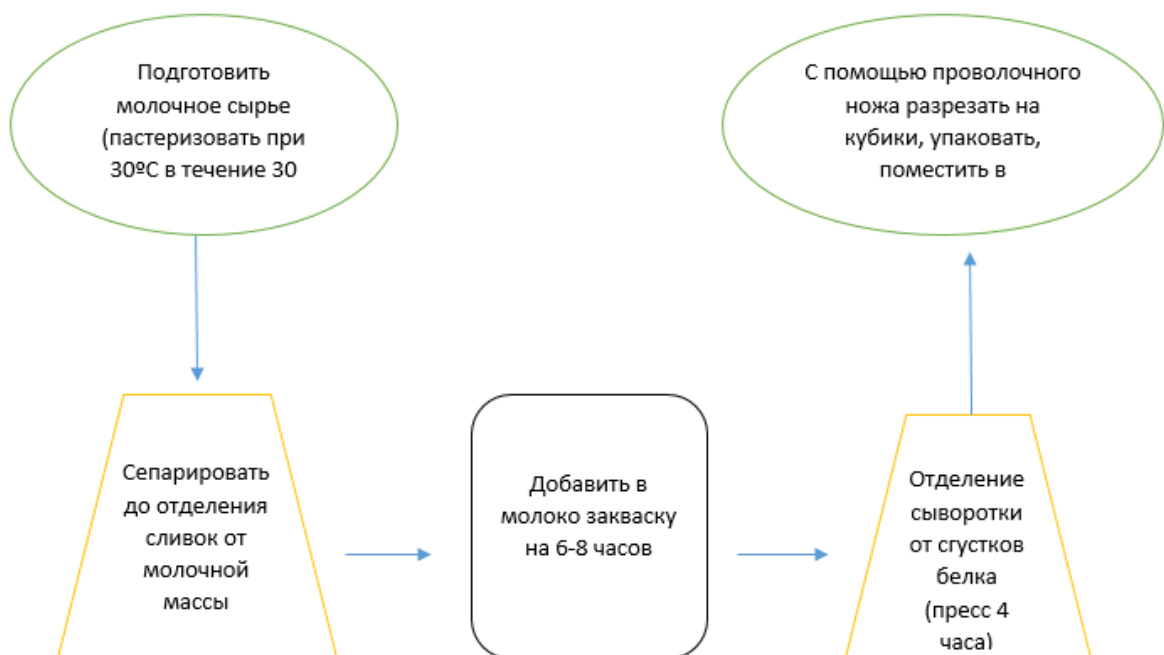 Подготовить
молочное сырье
(пастеризовать при
30ºС в течение 30
Сепарировать
до отделения
сливок от
молочной
массы
Добавить в
молоко закваску
на 6-8 часов
Отделение
сыворотки
от сгустков
белка
(пресс 4
часа)
С помощью проволочного
ножа разрезать на
кубики, упаковать,
поместить в